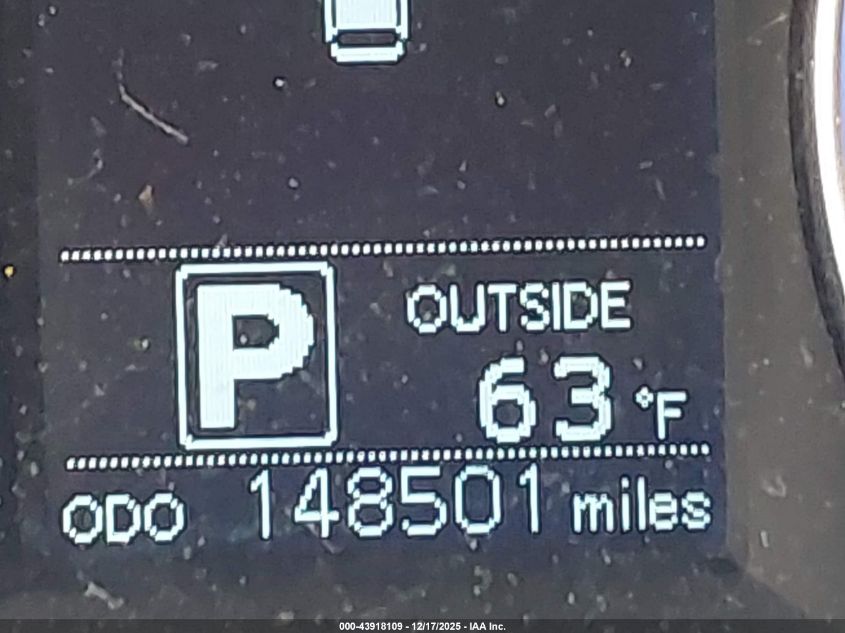 P
OUTSIDE
63 °F
ODO 148501 miles
000-43918109 - 12/17/2025 - IAA Inc.